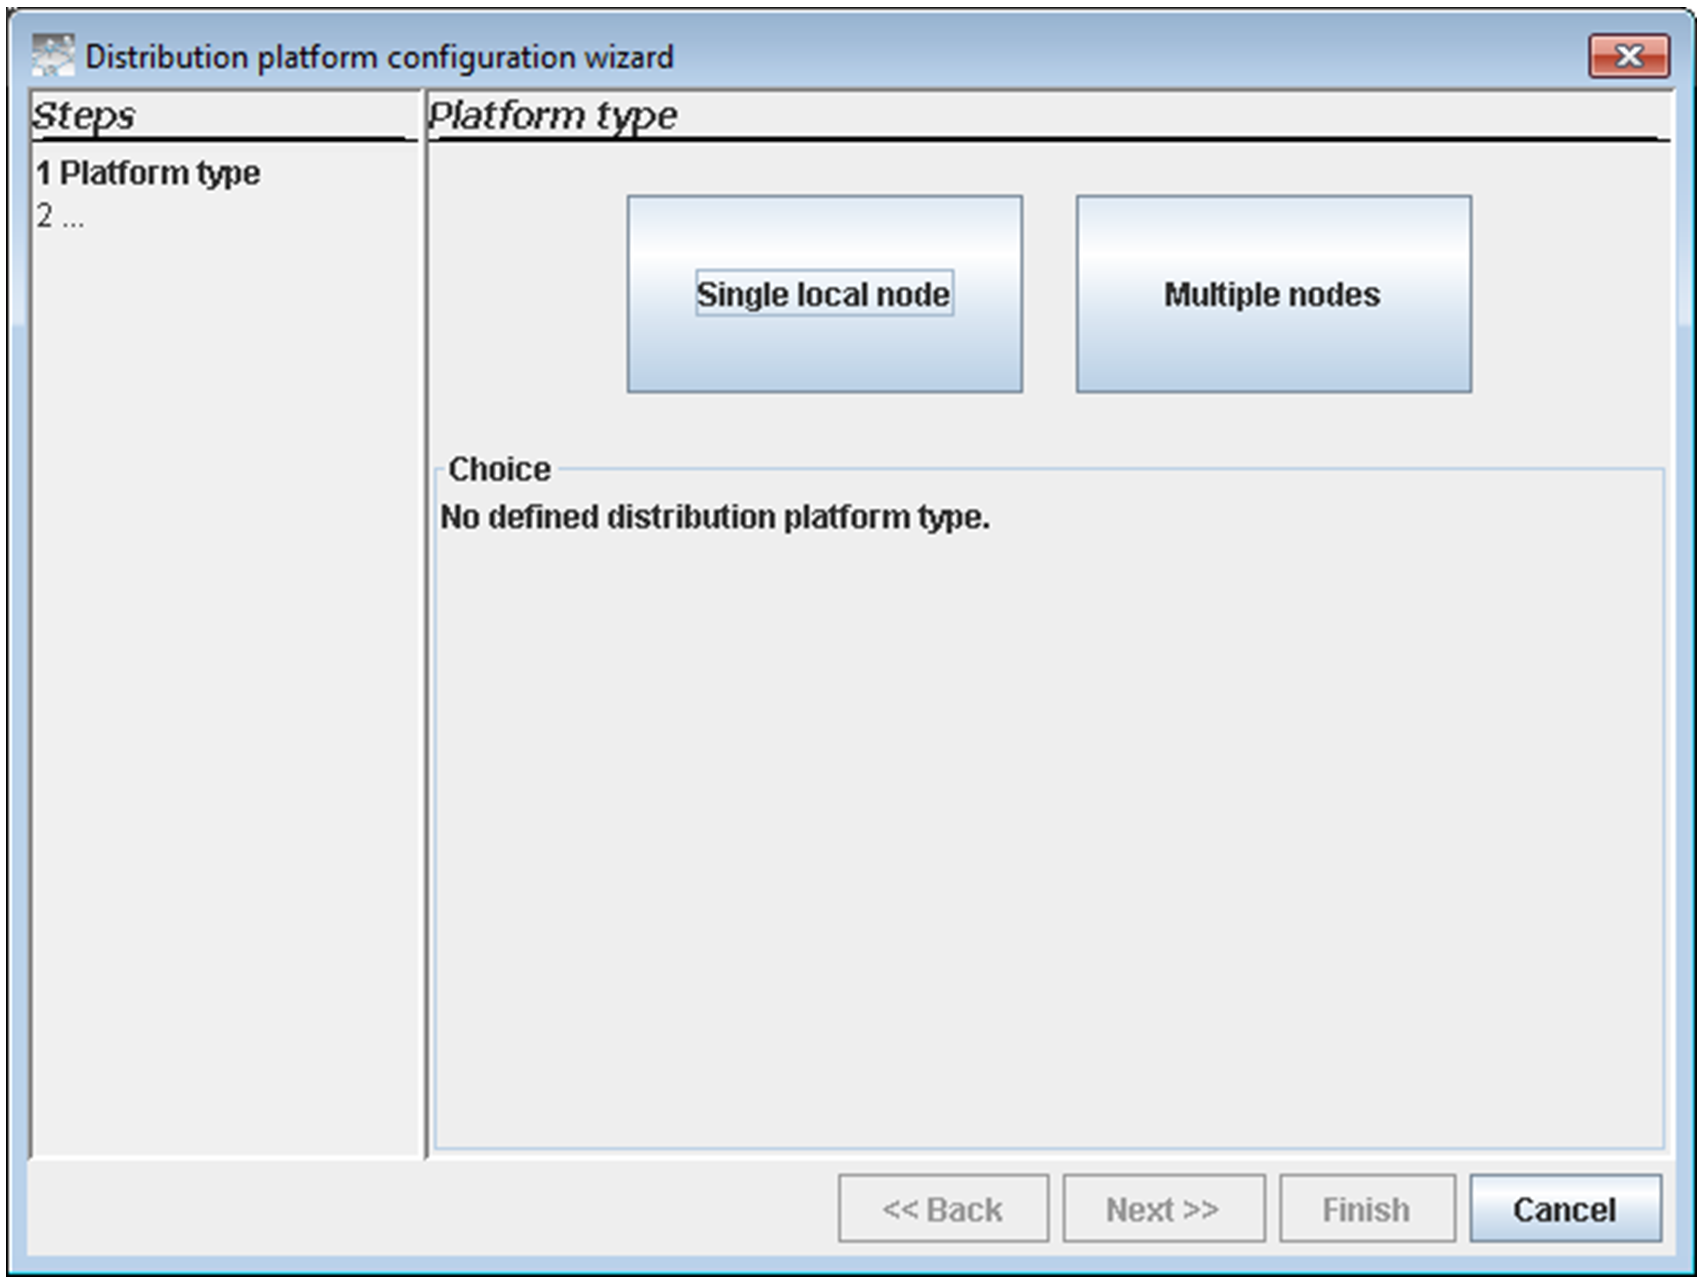 Distribution platform configuration wizard
Steps
Platform type
1 Platform type
2 ...
Single local node
Multiple nodes
Choice
No defined distribution platform type.
<< Back
Next >>
Finish
Cancel